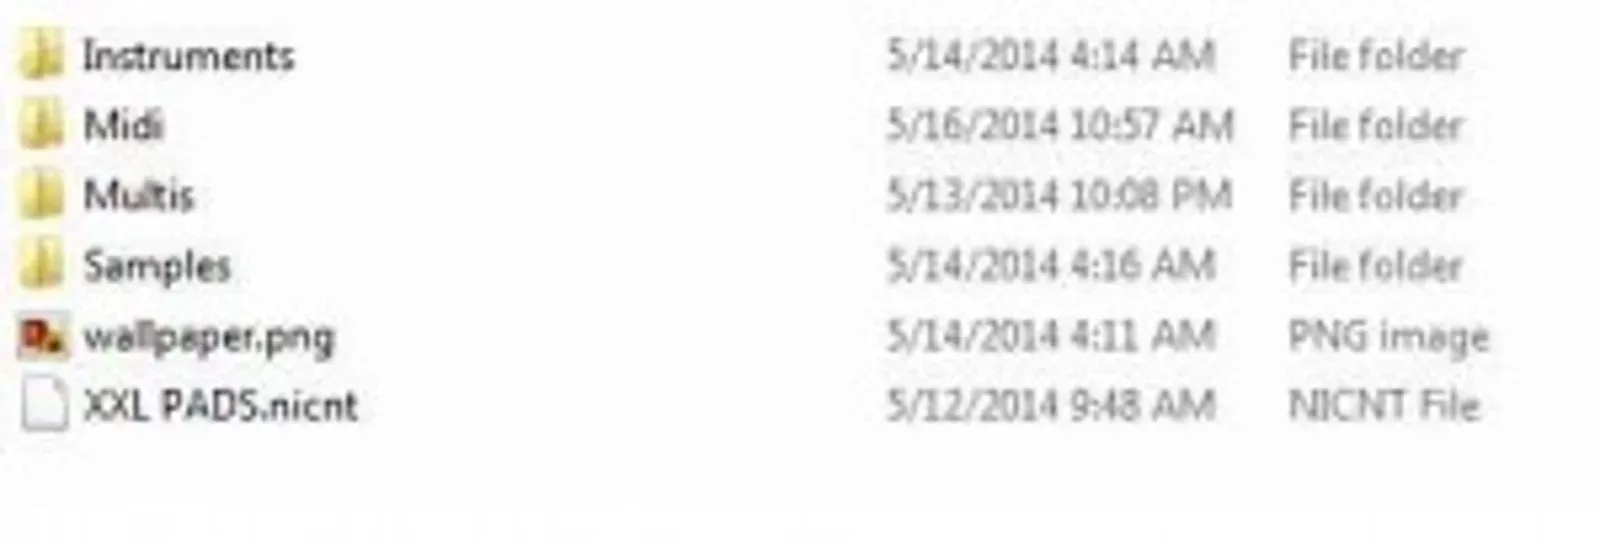 Instruments 5/14/2014 4:14 AM File folder
Midi 5/16/2014 10:57 AM File folder
Multis 5/13/2014 10:08 PM File folder
Samples 5/14/2014 4:16 AM File folder
wallpaper.png 5/14/2014 4:11 AM PNG image
XXL PADS.nicnt 5/12/2014 9:48 AM NICNT File